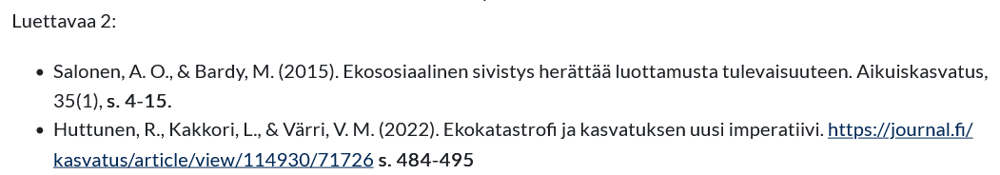 Luettavaa 2:
• Salonen, A. O., & Bardy, M. (2015). Ekososiaalinen sivistys herättää luottamusta tulevaisuuteen. Aikuiskasvatus,
35(1), s. 4-15.
• Huttunen, R., Kakkori, L., & Värri, V. M. (2022). Ekokatastrofi ja kasvatuksen uusi imperatiivi. https://journal.fi/
kasvatus/article/view/114930/71726 s. 484-495